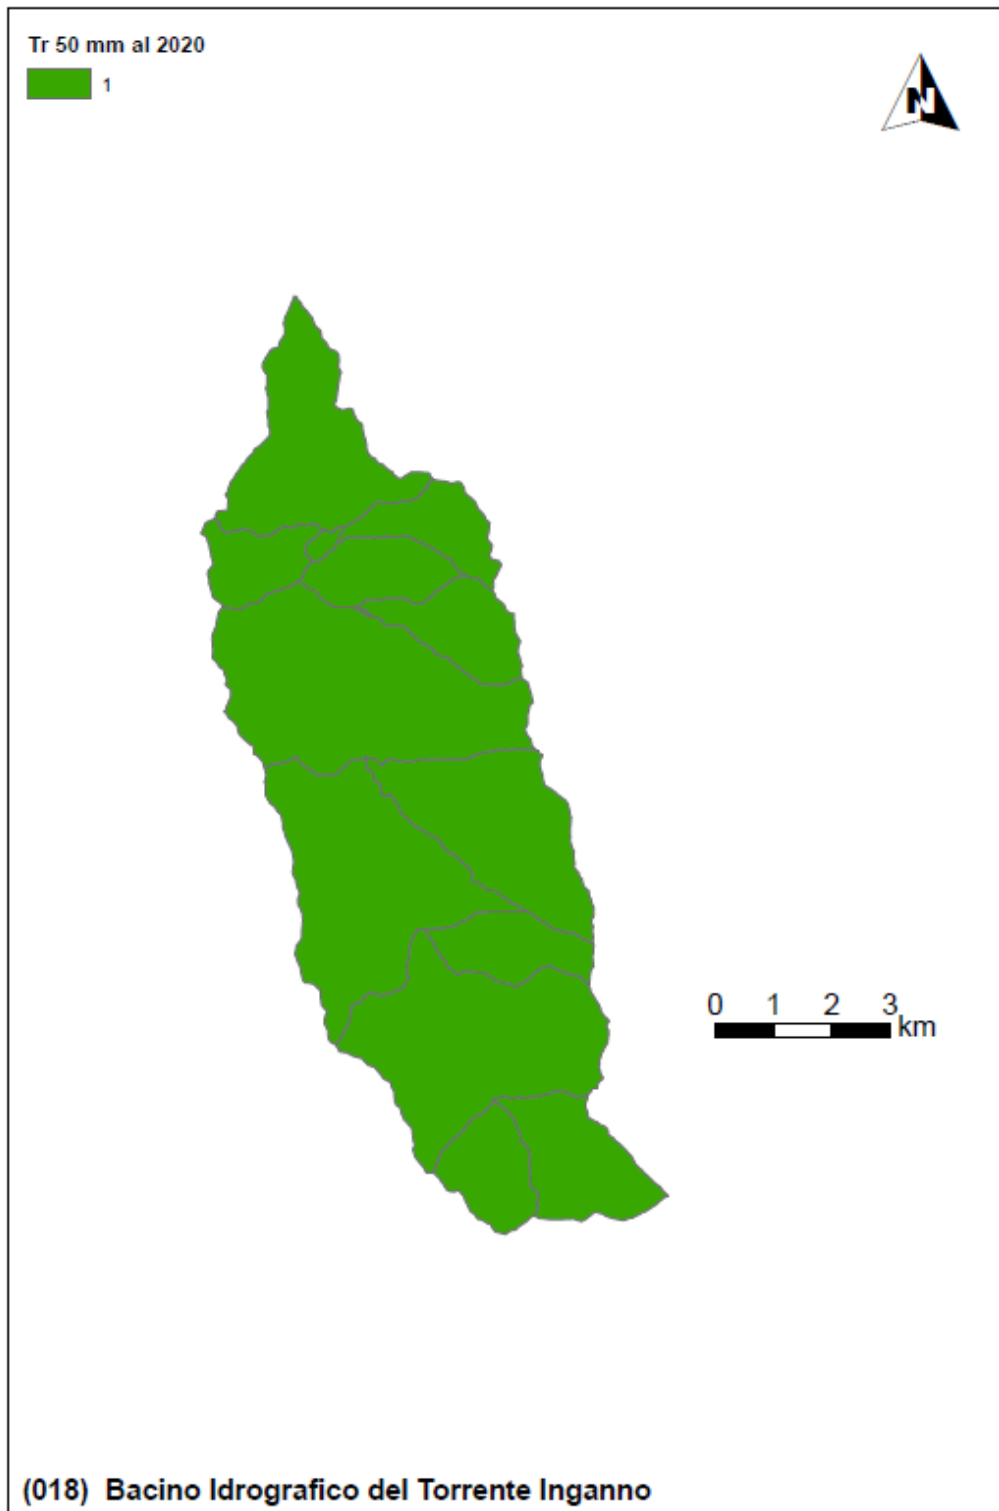 Tr 50 mm al 2020
1
N
0 1 2 3
km
(018) Bacino Idrografico del Torrente Inganno